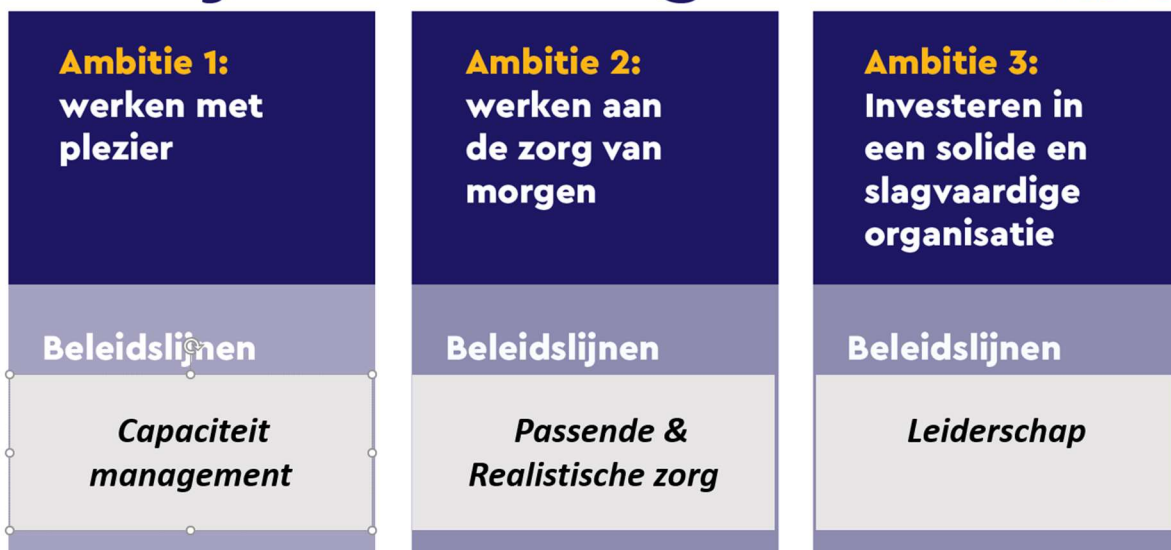 Ambitie 1:
werken met
plezier
Beleidslijnen
Capaciteit
management
Ambitie 2:
werken aan
de zorg van
morgen
Beleidslijnen
Passende &
Realistische zorg
Ambitie 3:
Investeren in
een solide en
slagvaardige
organisatie
Beleidslijnen
Leiderschap